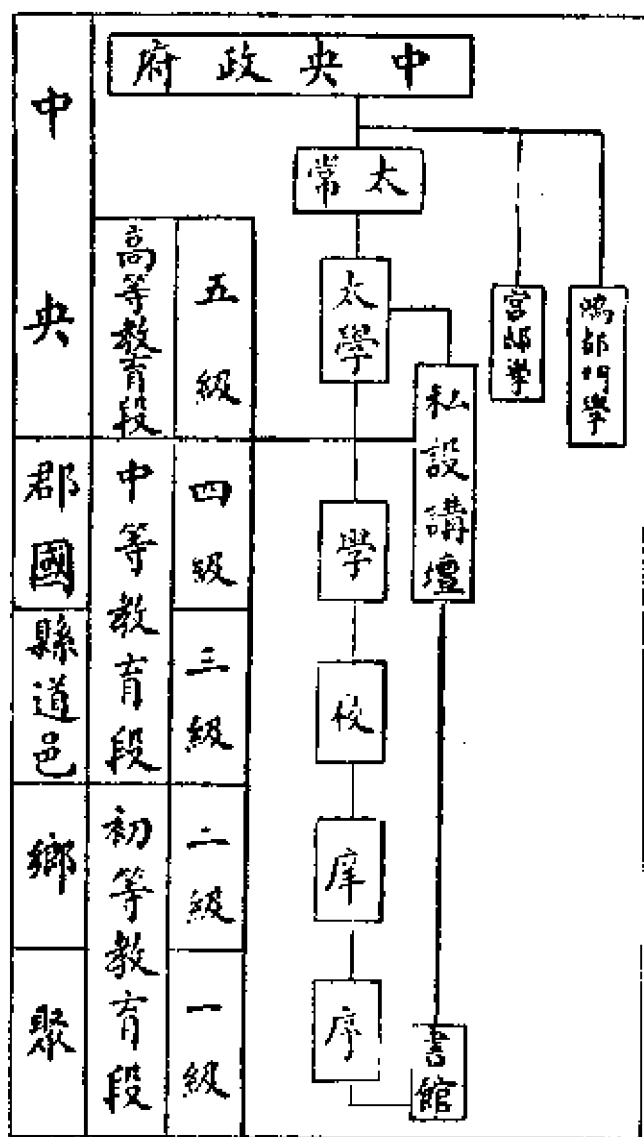 中央政府
太常
太學
宮邸學
鴻都門學
私設講壇
學
校
庠
序
書館
中央
郡國
縣道邑
鄉
聚
高等教育段
中等教育段
初等教育段
五級
四級
三級
二級
一級